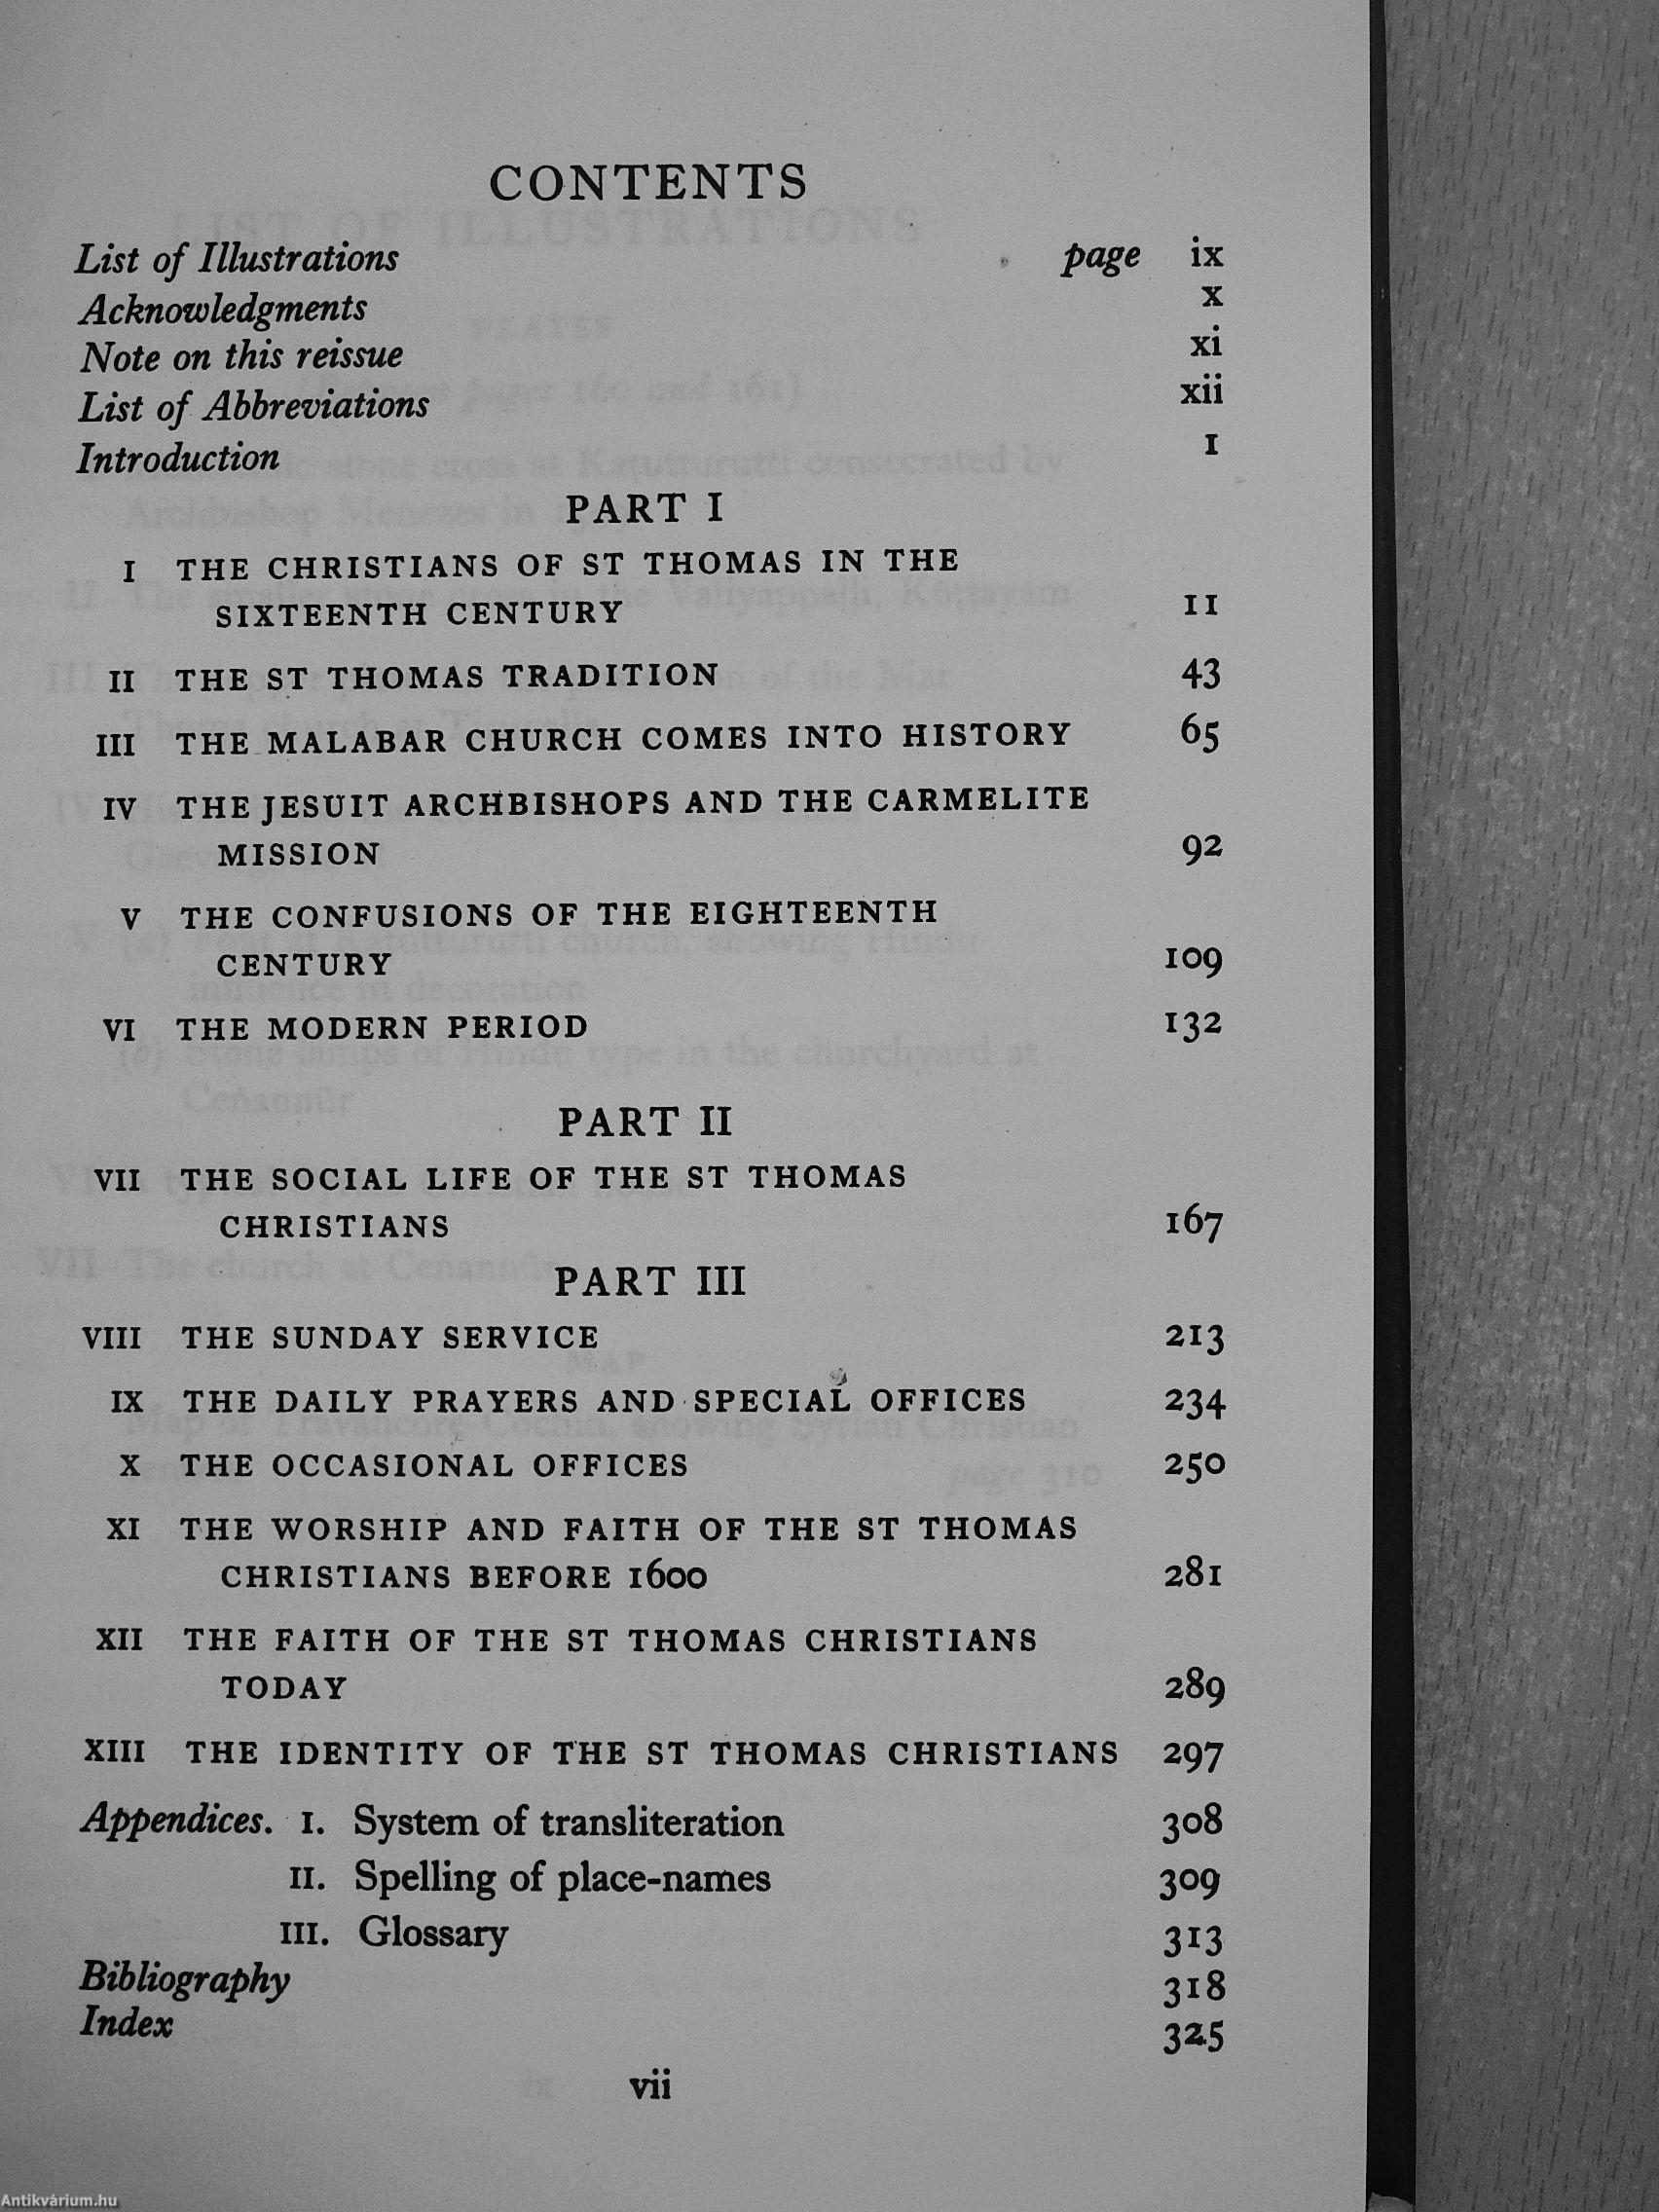 CONTENTS
List of Illustrations page ix
Acknowledgments x
Note on this reissue xi
List of Abbreviations xii
Introduction 1
PART I
I THE CHRISTIANS OF ST THOMAS IN THE
SIXTEENTH CENTURY 11
II THE ST THOMAS TRADITION 43
III THE MALABAR CHURCH COMES INTO HISTORY 65
IV THE JESUIT ARCHBISHOPS AND THE CARMELITE
MISSION 92
V THE CONFUSIONS OF THE EIGHTEENTH
CENTURY 109
VI THE MODERN PERIOD 132
PART II
VII THE SOCIAL LIFE OF THE ST THOMAS
CHRISTIANS 167
PART III
VIII THE SUNDAY SERVICE 213
IX THE DAILY PRAYERS AND SPECIAL OFFICES 234
X THE OCCASIONAL OFFICES 250
XI THE WORSHIP AND FAITH OF THE ST THOMAS
CHRISTIANS BEFORE 1600 281
XII THE FAITH OF THE ST THOMAS CHRISTIANS
TODAY 289
XIII THE IDENTITY OF THE ST THOMAS CHRISTIANS 297
Appendices. I. System of transliteration 308
II. Spelling of place-names 309
III. Glossary 313
Bibliography 318
Index 325
vii
Antikvárium.hu